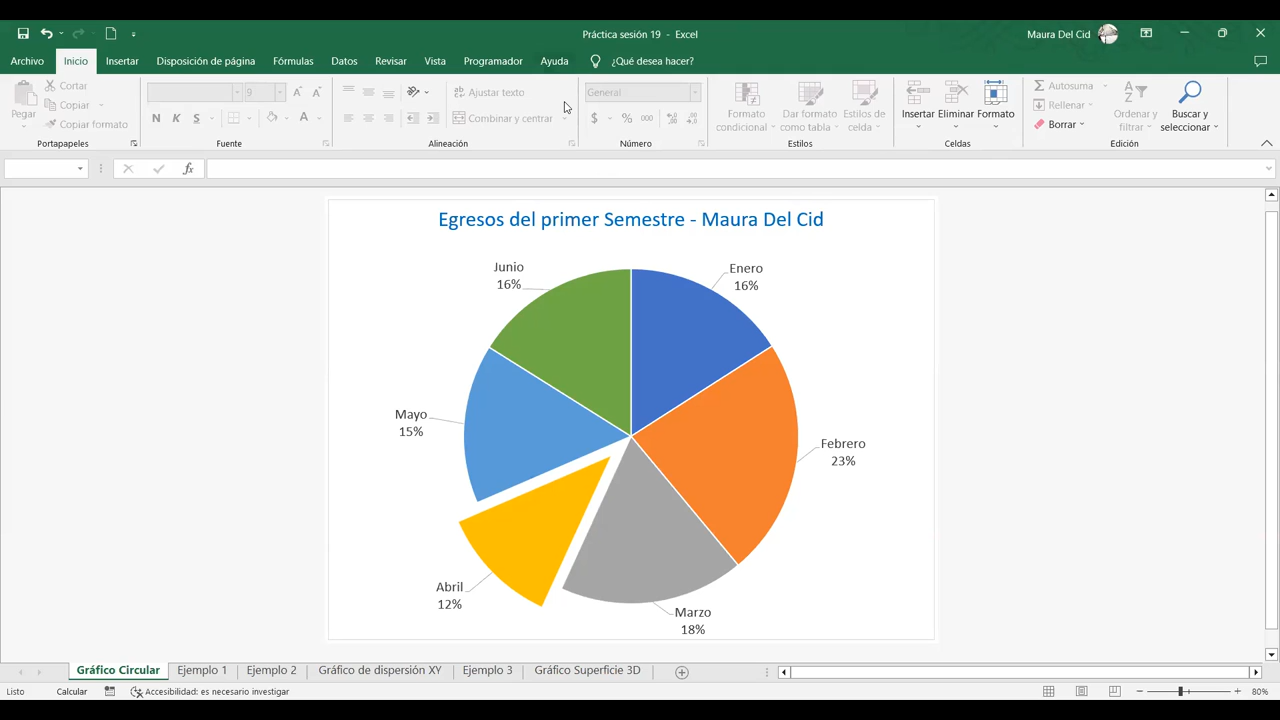 Práctica sesión 19 - Excel
Maura Del Cid
Archivo Inicio Insertar Disposición de página Fórmulas Datos Revisar Vista Programador Ayuda ¿Qué desea hacer?
Pegar
Cortar
Copiar
Copiar formato
Portapapeles
9
N K S
A
Fuente
Ajustar texto
Combinar y centrar
Alineación
General
$ % 000
Número
Formato condicional
Dar formato como tabla
Estilos de celda
Estilos
Insertar Eliminar Formato
Celdas
Autosuma
Rellenar
Borrar
Ordenar y filtrar
Buscar y seleccionar
Edición
fx
Egresos del primer Semestre - Maura Del Cid
Junio
16%
Enero
16%
Mayo
15%
Febrero
23%
Abril
12%
Marzo
18%
Gráfico Circular Ejemplo 1 Ejemplo 2 Gráfico de dispersión XY Ejemplo 3 Gráfico Superficie 3D
Listo Calcular Accesibilidad: es necesario investigar 80%